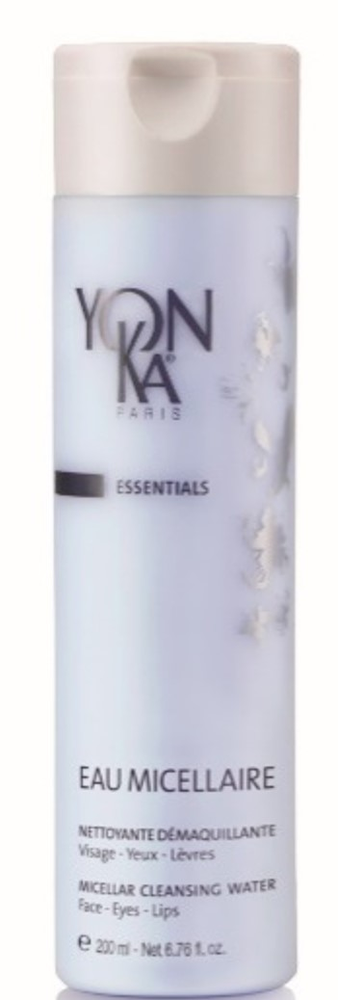 YON
KA®
PARIS
ESSENTIALS
EAU MICELLAIRE
NETTOYANTE DÉMAQUILLANTE
Visage - Yeux - Lèvres
MICELLAR CLEANSING WATER
Face - Eyes - Lips
e 200 ml - Net 6.76 fl. oz.